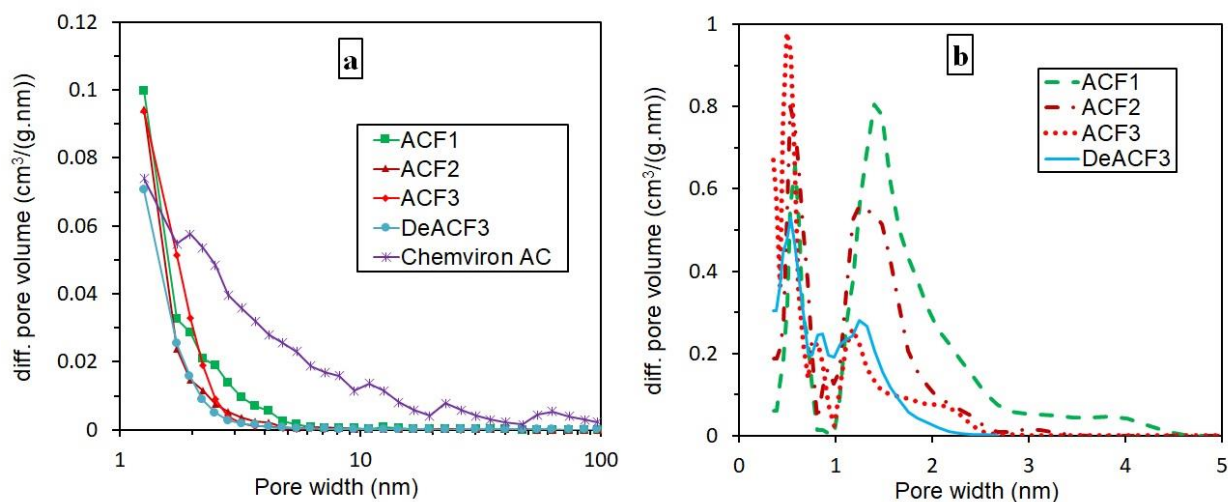 a
diff. pore volume (cm³/(g.nm))
0.12
0.1
0.08
0.06
0.04
0.02
0
ACF1
ACF2
ACF3
DeACF3
Chemviron AC
1
10
100
Pore width (nm)
b
diff. pore volume (cm³/(g.nm))
1
0.8
0.6
0.4
0.2
0
ACF1
ACF2
ACF3
DeACF3
0
1
2
3
4
5
Pore width (nm)